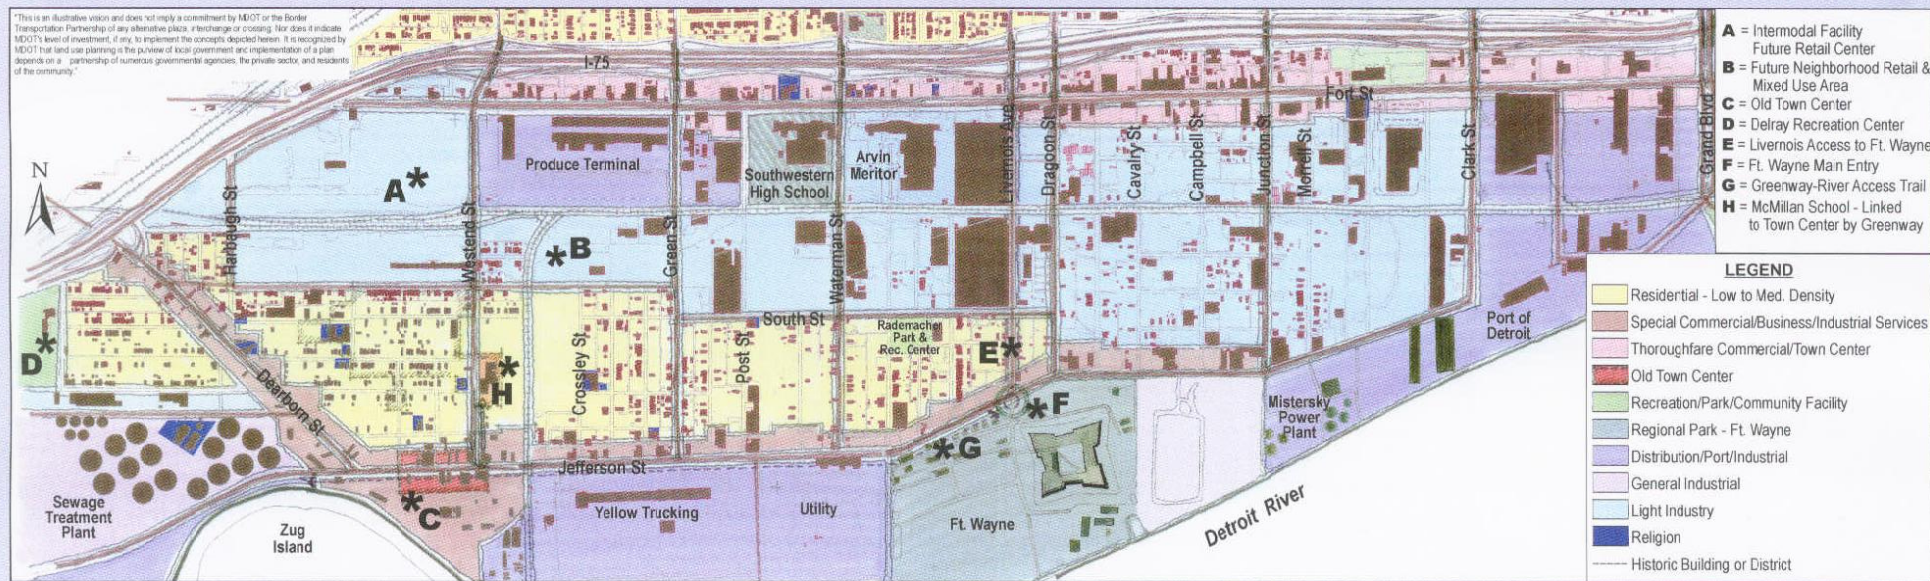 "This is an illustrative vision and does not imply a commitment by MDOT or the Border
Transportation Partnership of any alternative plaza, interchange or crossing. Nor does it indicate
MDOT's level of investment, if any, to implement the concepts depicted herein. It is recognized by
MDOT that land use planning is the purview of local government and implementation of a plan
depends on a partnership of numerous governmental agencies, the private sector, and residents
of the community."
I-75
Fort St
N
A
Produce Terminal
Southwestern
High School
Arvin
Meritor
Harbaugh St
Westend St
Green St
Waterman St
Livernois Ave
Dragoon St
Cavalry St
Campbell St
Junction St
Morrell St
Clark St
Grand Blvd
B
South St
Rademacher
Park &
Rec. Center
E
D
H
Crossley St
Post St
Dearborn St
Port of
Detroit
Mistersky
Power
Plant
F
G
Jefferson St
C
Sewage
Treatment
Plant
Zug
Island
Yellow Trucking
Utility
Ft. Wayne
Detroit River
A = Intermodal Facility
Future Retail Center
B = Future Neighborhood Retail &
Mixed Use Area
C = Old Town Center
D = Delray Recreation Center
E = Livernois Access to Ft. Wayne
F = Ft. Wayne Main Entry
G = Greenway-River Access Trail
H = McMillan School - Linked
to Town Center by Greenway
LEGEND
Residential - Low to Med. Density
Special Commercial/Business/Industrial Services
Thoroughfare Commercial/Town Center
Old Town Center
Recreation/Park/Community Facility
Regional Park - Ft. Wayne
Distribution/Port/Industrial
General Industrial
Light Industry
Religion
Historic Building or District